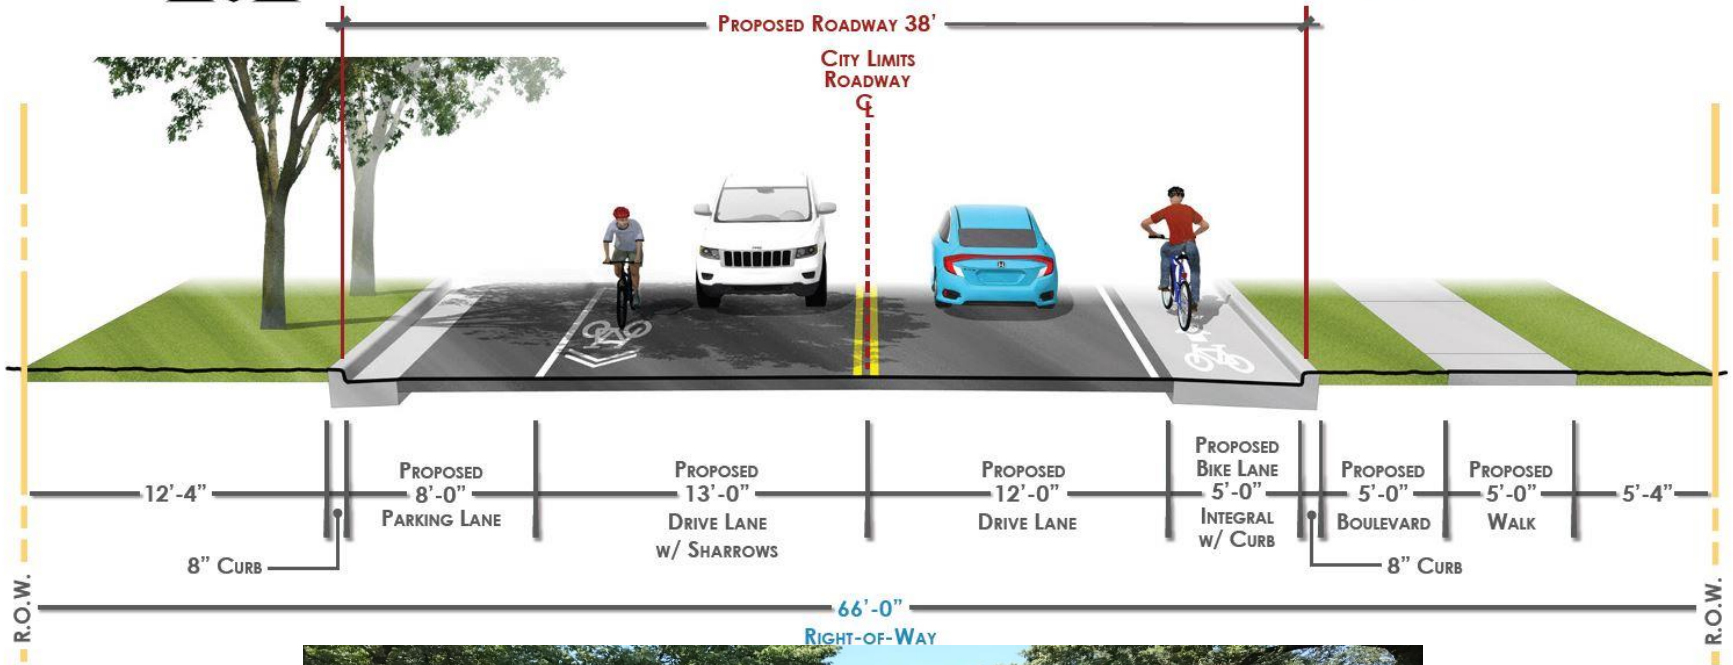 PROPOSED ROADWAY 38'
CITY LIMITS
ROADWAY
℄
12'-4"
PROPOSED
8'-0"
PARKING LANE
PROPOSED
13'-0"
DRIVE LANE
W/ SHARROWS
PROPOSED
12'-0"
DRIVE LANE
PROPOSED
BIKE LANE
5'-0"
INTEGRAL
W/ CURB
PROPOSED
5'-0"
BOULEVARD
PROPOSED
5'-0"
WALK
5'-4"
8" CURB
8" CURB
R.O.W.
66'-0"
RIGHT-OF-WAY
R.O.W.